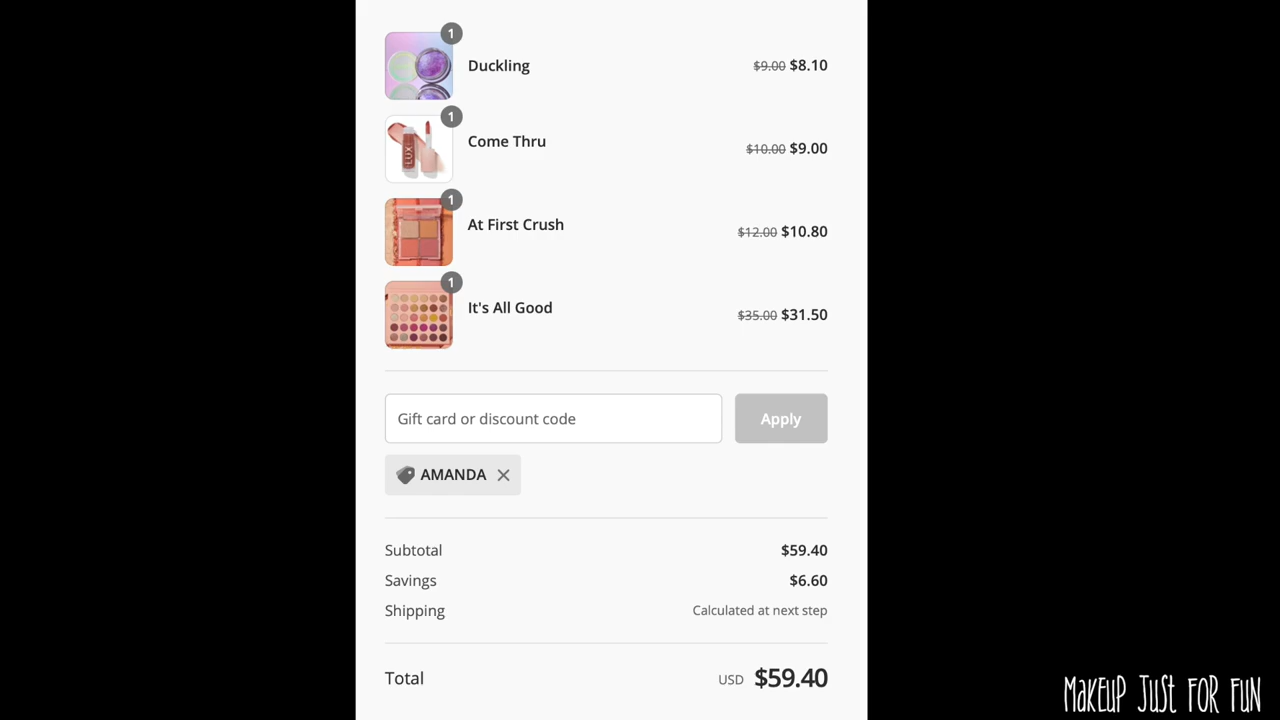 1
Duckling $9.00 $8.10
1
Come Thru $10.00 $9.00
LUX
1
At First Crush $12.00 $10.80
1
It's All Good $35.00 $31.50
Gift card or discount code Apply
AMANDA
Subtotal $59.40
Savings $6.60
Shipping Calculated at next step
Total USD $59.40
MAKEUP JUST FOR FUN